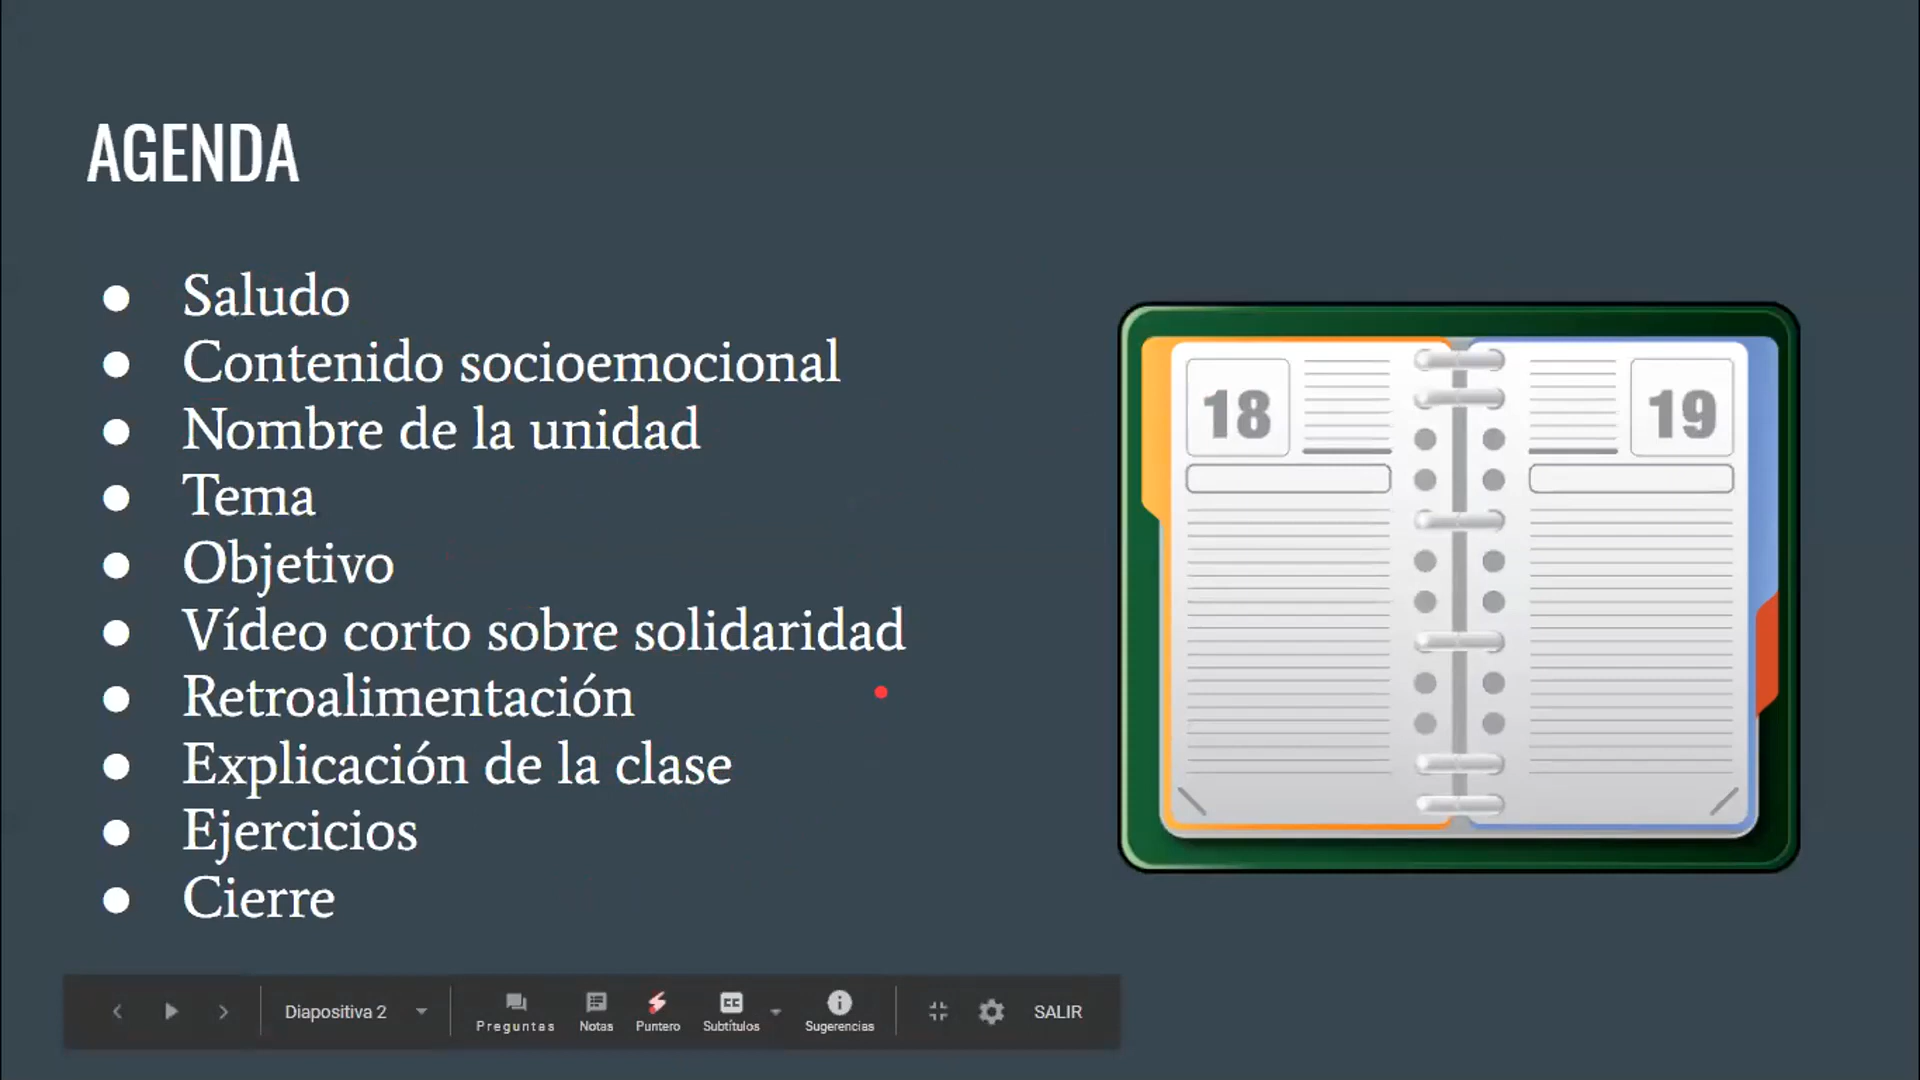 AGENDA
Saludo
Contenido socioemocional
Nombre de la unidad
Tema
Objetivo
Vídeo corto sobre solidaridad
Retroalimentación
Explicación de la clase
Ejercicios
Cierre
18
19
Diapositiva 2
Preguntas
Notas
Puntero
CC
Subtítulos
Sugerencias
SALIR